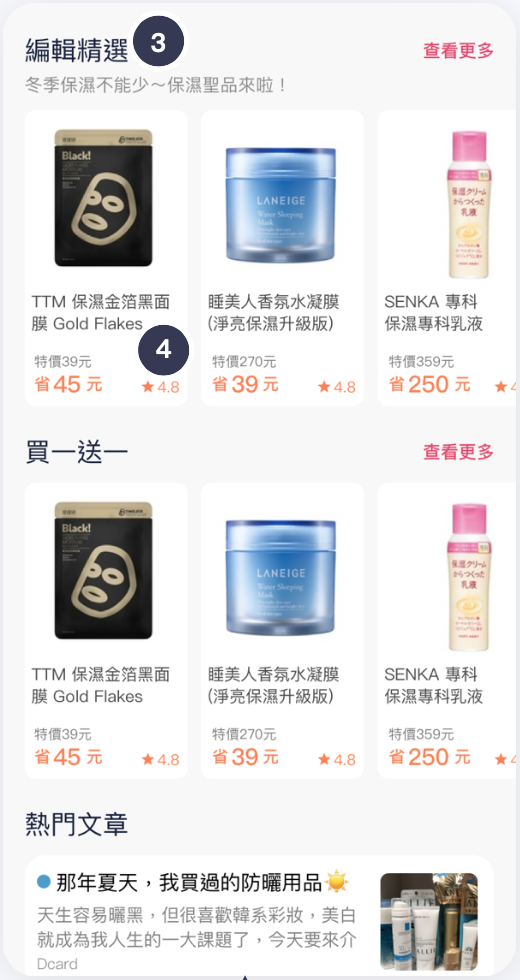 編輯精選
3
查看更多
冬季保濕不能少～保濕聖品來啦！
Black!
LANEIGE
Water Sleeping
Mask
保湿クリーム
からつくった
乳液
TTM 保濕金箔黑面
膜 Gold Flakes
特價39元
省45元
4
★4.8
睡美人香氛水凝膜
(淨亮保濕升級版)
特價270元
省39元
★4.8
SENKA 專科
保濕專科乳液
特價359元
省250元
★4
買一送一
查看更多
Black!
LANEIGE
Water Sleeping
Mask
保湿クリーム
からつくった
乳液
TTM 保濕金箔黑面
膜 Gold Flakes
特價39元
省45元
★4.8
睡美人香氛水凝膜
(淨亮保濕升級版)
特價270元
省39元
★4.8
SENKA 專科
保濕專科乳液
特價359元
省250元
★4
熱門文章
那年夏天，我買過的防曬用品☀️
天生容易曬黑，但很喜歡韓系彩妝，美白
就成為我人生的一大課題了，今天要來介
Dcard